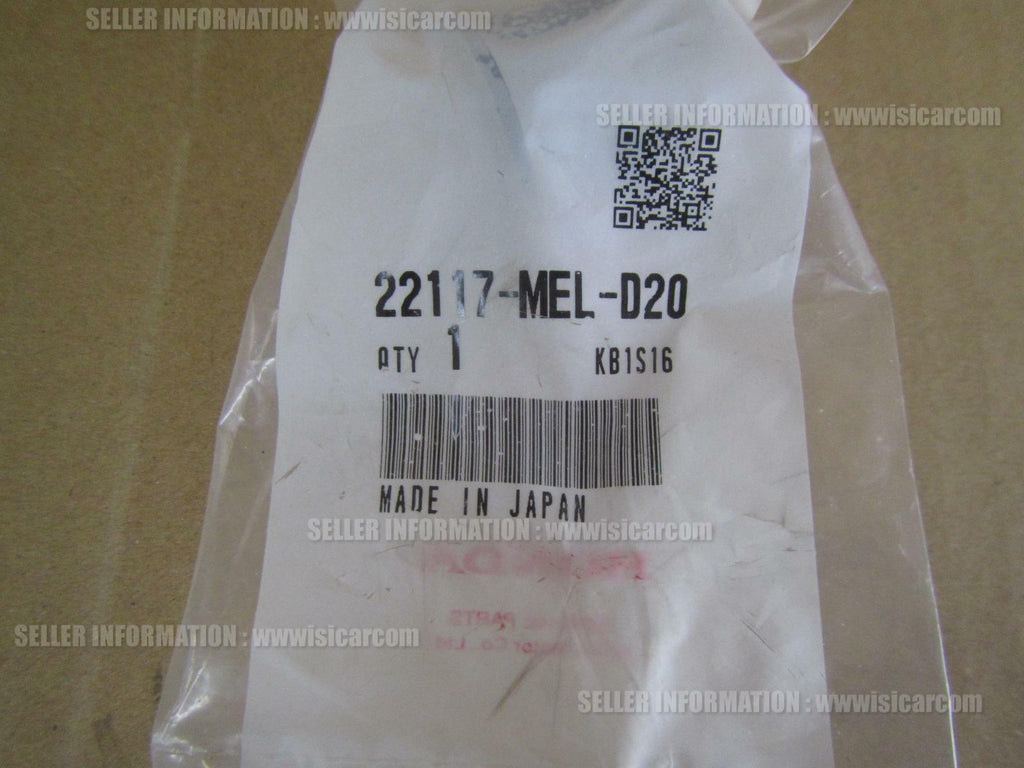 SELLER INFORMATION : wwwisicarcom
SELLER INFORMATION : wwwisicarcom
22117-MEL-D20
QTY 1 KB1S16
MADE IN JAPAN
SELLER INFORMATION : wwwisicarcom
PARTS
SELLER INFORMATION : wwwisicarcom
SELLER INFORMATION : wwwisicarcom